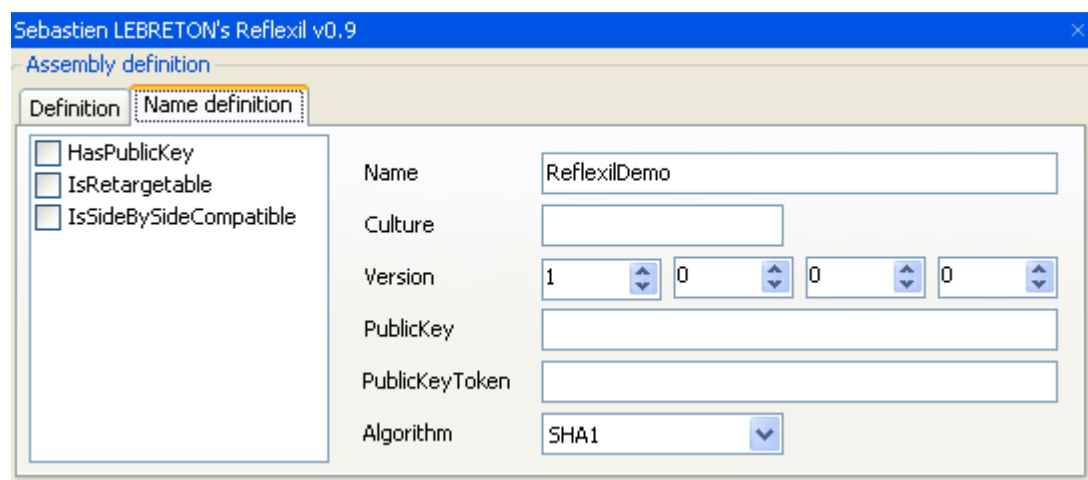 Sebastien LEBRETON's Reflexil v0.9
Assembly definition
Definition Name definition
HasPublicKey
IsRetargetable
IsSideBySideCompatible
Name ReflexilDemo
Culture
Version 1 0 0 0
PublicKey
PublicKeyToken
Algorithm SHA1